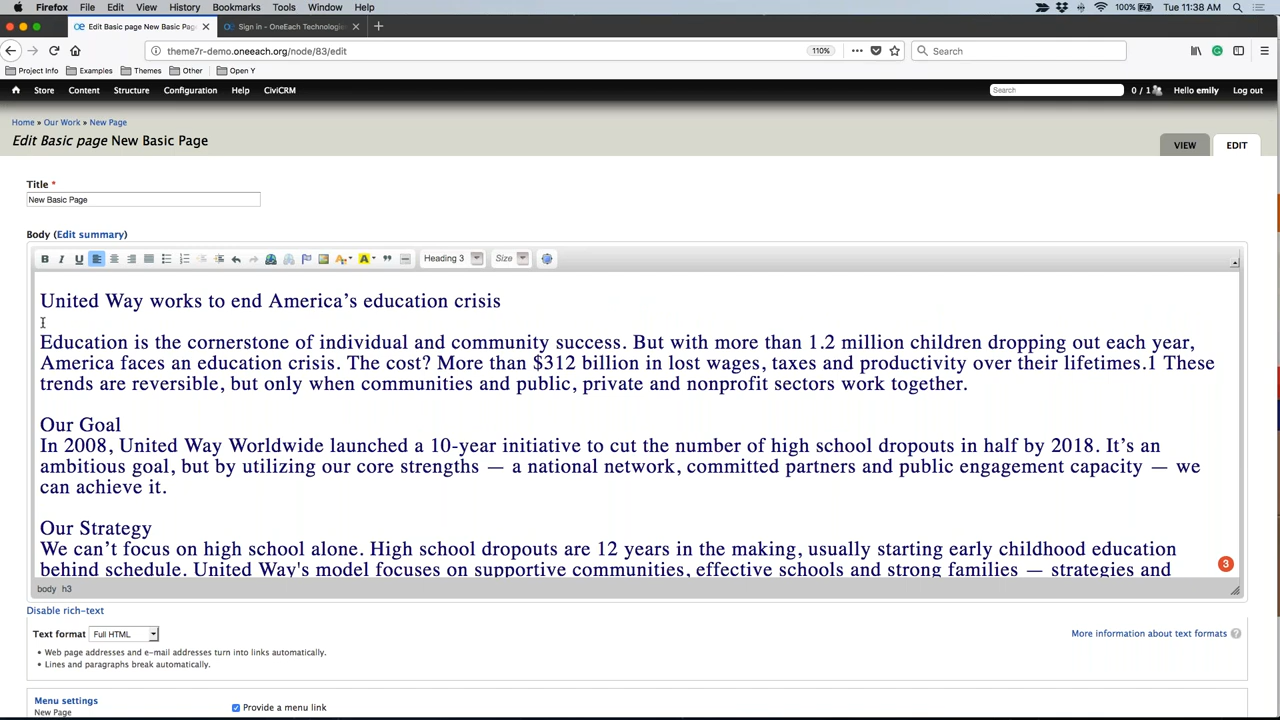 Firefox File Edit View History Bookmarks Tools Window Help 100% Tue 11:38 AM
Edit Basic page New Basic Pag Sign in - OneEach Technologie
theme7r-demo.oneeach.org/node/83/edit 110% Search
Project Info Examples Themes Other Open Y
Store Content Structure Configuration Help CiviCRM Search 0 / 1 Hello emily Log out
Home » Our Work » New Page
Edit Basic page New Basic Page VIEW EDIT
Title *
New Basic Page
Body (Edit summary)
B I U Heading 3 Size
United Way works to end America’s education crisis
Education is the cornerstone of individual and community success. But with more than 1.2 million children dropping out each year,
America faces an education crisis. The cost? More than $312 billion in lost wages, taxes and productivity over their lifetimes.1 These
trends are reversible, but only when communities and public, private and nonprofit sectors work together.
Our Goal
In 2008, United Way Worldwide launched a 10-year initiative to cut the number of high school dropouts in half by 2018. It’s an
ambitious goal, but by utilizing our core strengths — a national network, committed partners and public engagement capacity — we
can achieve it.
Our Strategy
We can’t focus on high school alone. High school dropouts are 12 years in the making, usually starting early childhood education
behind schedule. United Way's model focuses on supportive communities, effective schools and strong families — strategies and
3
body h3
Disable rich-text
Text format Full HTML More information about text formats ?
• Web page addresses and e-mail addresses turn into links automatically.
• Lines and paragraphs break automatically.
Menu settings
New Page
Provide a menu link